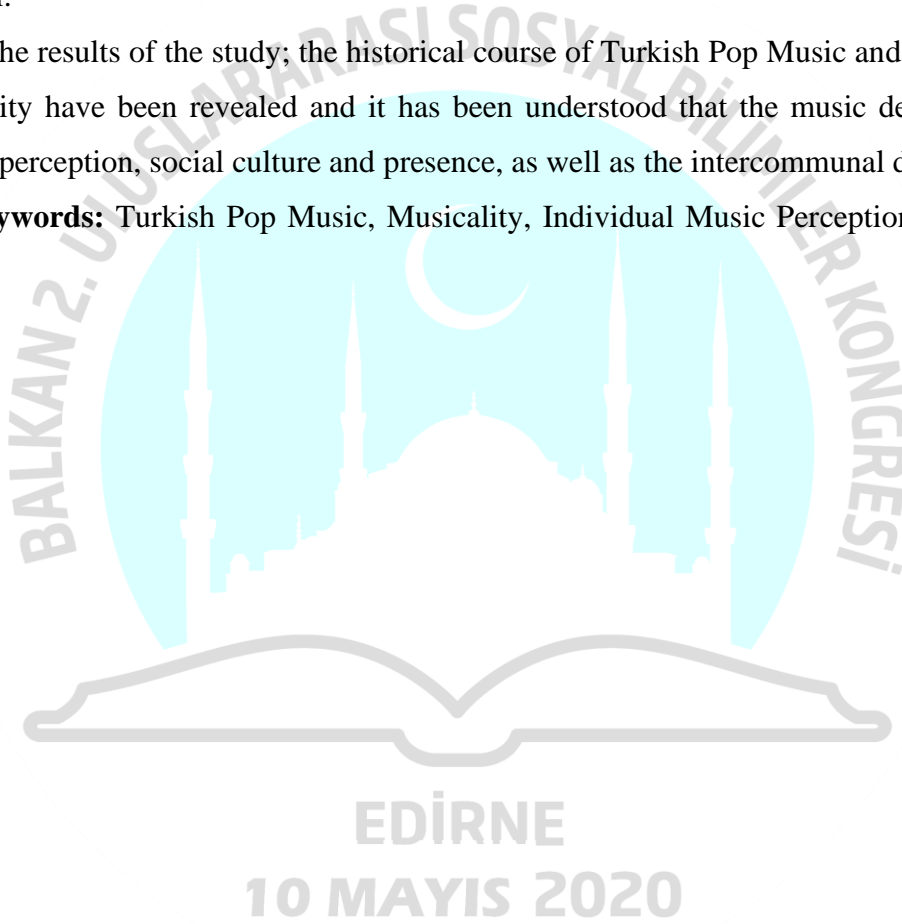 he results of the study; the historical course of Turkish Pop Music and
ity have been revealed and it has been understood that the music de
perception, social culture and presence, as well as the intercommunal d
ywords: Turkish Pop Music, Musicality, Individual Music Perception
BALKAN 2. ULUSLARARASI SOSYAL BİLİMLER KONGRESİ
EDİRNE
10 MAYIS 2020